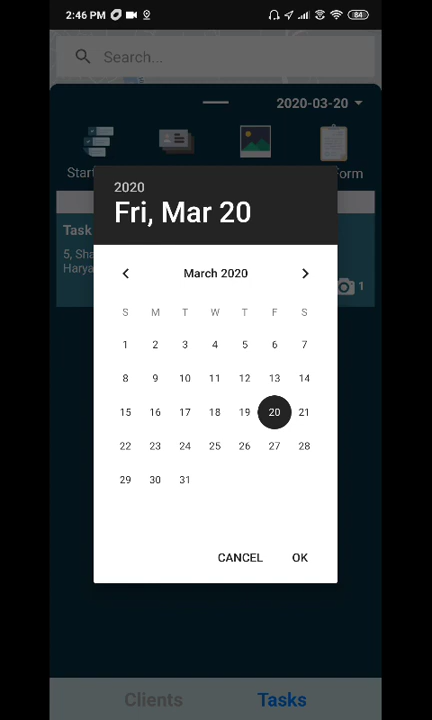 2:46 PM
84
Search...
2020-03-20
Start
Form
2020
Fri, Mar 20
Task
5, Sha
Harya
1
March 2020
S M T W T F S
1 2 3 4 5 6 7
8 9 10 11 12 13 14
15 16 17 18 19 20 21
22 23 24 25 26 27 28
29 30 31
CANCEL OK
Clients Tasks